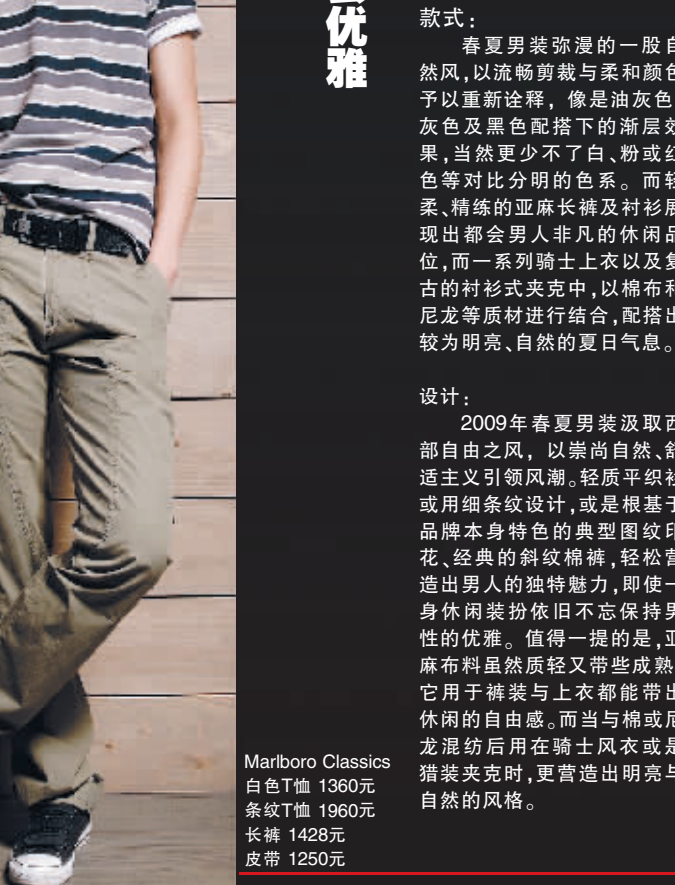 优雅
款式：
春夏男装弥漫的一股自
然风，以流畅剪裁与柔和颜色
予以重新诠释，像是油灰色
灰色及黑色配搭下的渐层效
果，当然更少不了白、粉或红
色等对比分明的色系。而轻
柔、精练的亚麻长裤及衬衫展
现出都会男人非凡的休闲品
位，而一系列骑士上衣以及复
古的衬衫式夹克中，以棉布和
尼龙等质材进行结合，配搭出
较为明亮、自然的夏日气息。
设计：
2009年春夏男装汲取西
部自由之风，以崇尚自然、舒
适主义引领风潮。轻质平织衫
或用细条纹设计，或是根基于
品牌本身特色的典型图纹印
花、经典的斜纹棉裤，轻松营
造出男人的独特魅力，即使一
身休闲装扮依旧不忘保持男
性的优雅。值得一提的是，亚
麻布料虽然质轻又带些成熟
它用于裤装与上衣都能带出
休闲的自由感。而当与棉或尼
龙混纺后用在骑士风衣或是
猎装夹克时，更营造出明亮与
自然的风格。
Marlboro Classics
白色T恤 1360元
条纹T恤 1960元
长裤 1428元
皮带 1250元